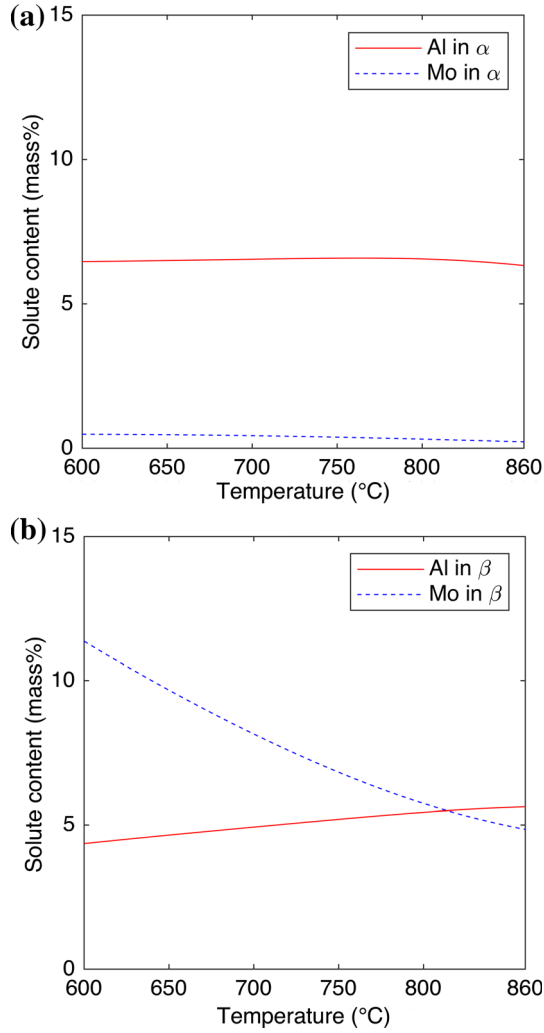 (a)
15
10
5
0
Solute content (mass%)
Al in α
Mo in α
600 650 700 750 800 860
Temperature (°C)
(b)
15
10
5
0
Solute content (mass%)
Al in β
Mo in β
600 650 700 750 800 860
Temperature (°C)